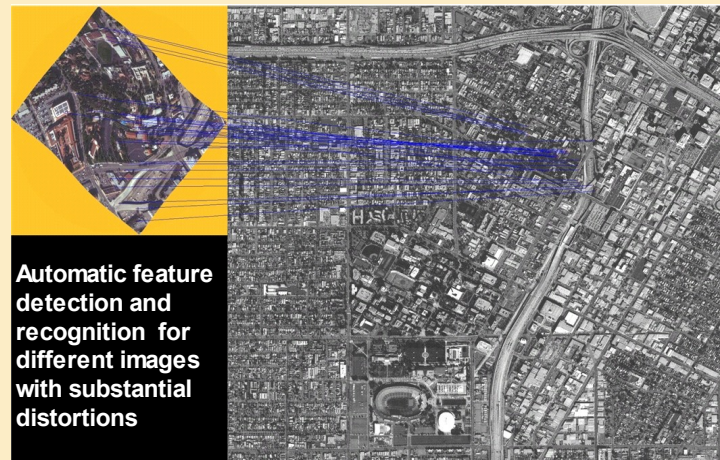 Automatic feature
detection and
recognition for
different images
with substantial
distortions